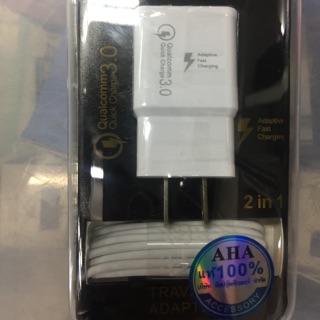 Qualcomm
Quick Charge 3.0
Qualcomm
Quick Charge 3.0
Adaptive
Fast
Charging
Adaptive
Fast
Charging
2 in 1
AHA
แท้100%
ACCESSORY
TRAV
ADAPT